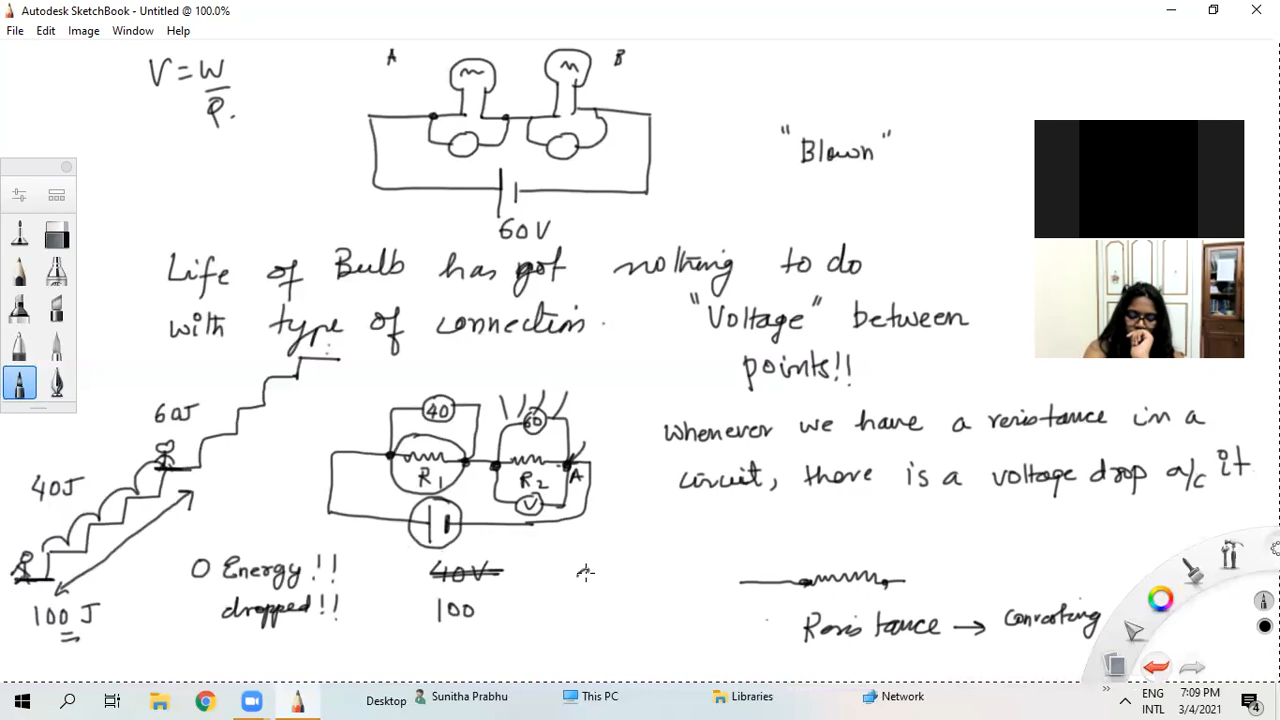 Autodesk SketchBook @ 100.0%
File Edit Image Window Help
V = W
Q.
A
B
60V
"Blown"
Life of Bulb has got nothing to do
with type of connection.
"Voltage" between
points!!
60J
40J
100 J
O Energy!!
dropped!!
40
60
R1
R2
A
V
40V
100
Whenever we have a resistance in a
circuit, there is a voltage drop a/c it
Resistance → Converting
Desktop
Sunitha Prabhu
This PC
Libraries
Network
ENG
INTL
7:09 PM
3/4/2021
4